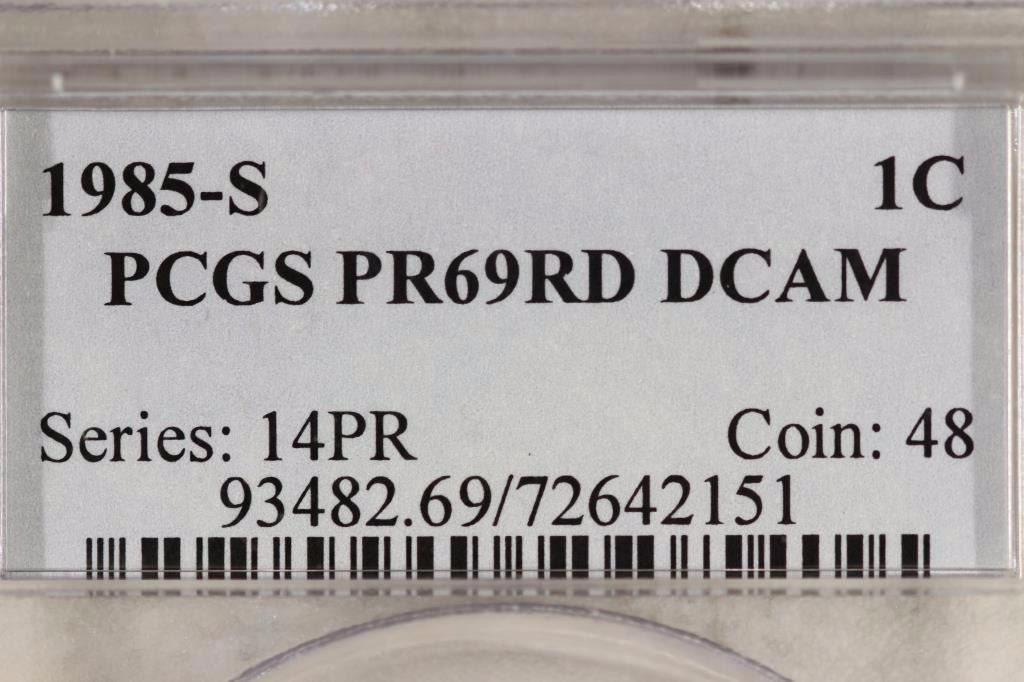 1985-S 1C
PCGS PR69RD DCAM
Series: 14PR Coin: 48
93482.69/72642151